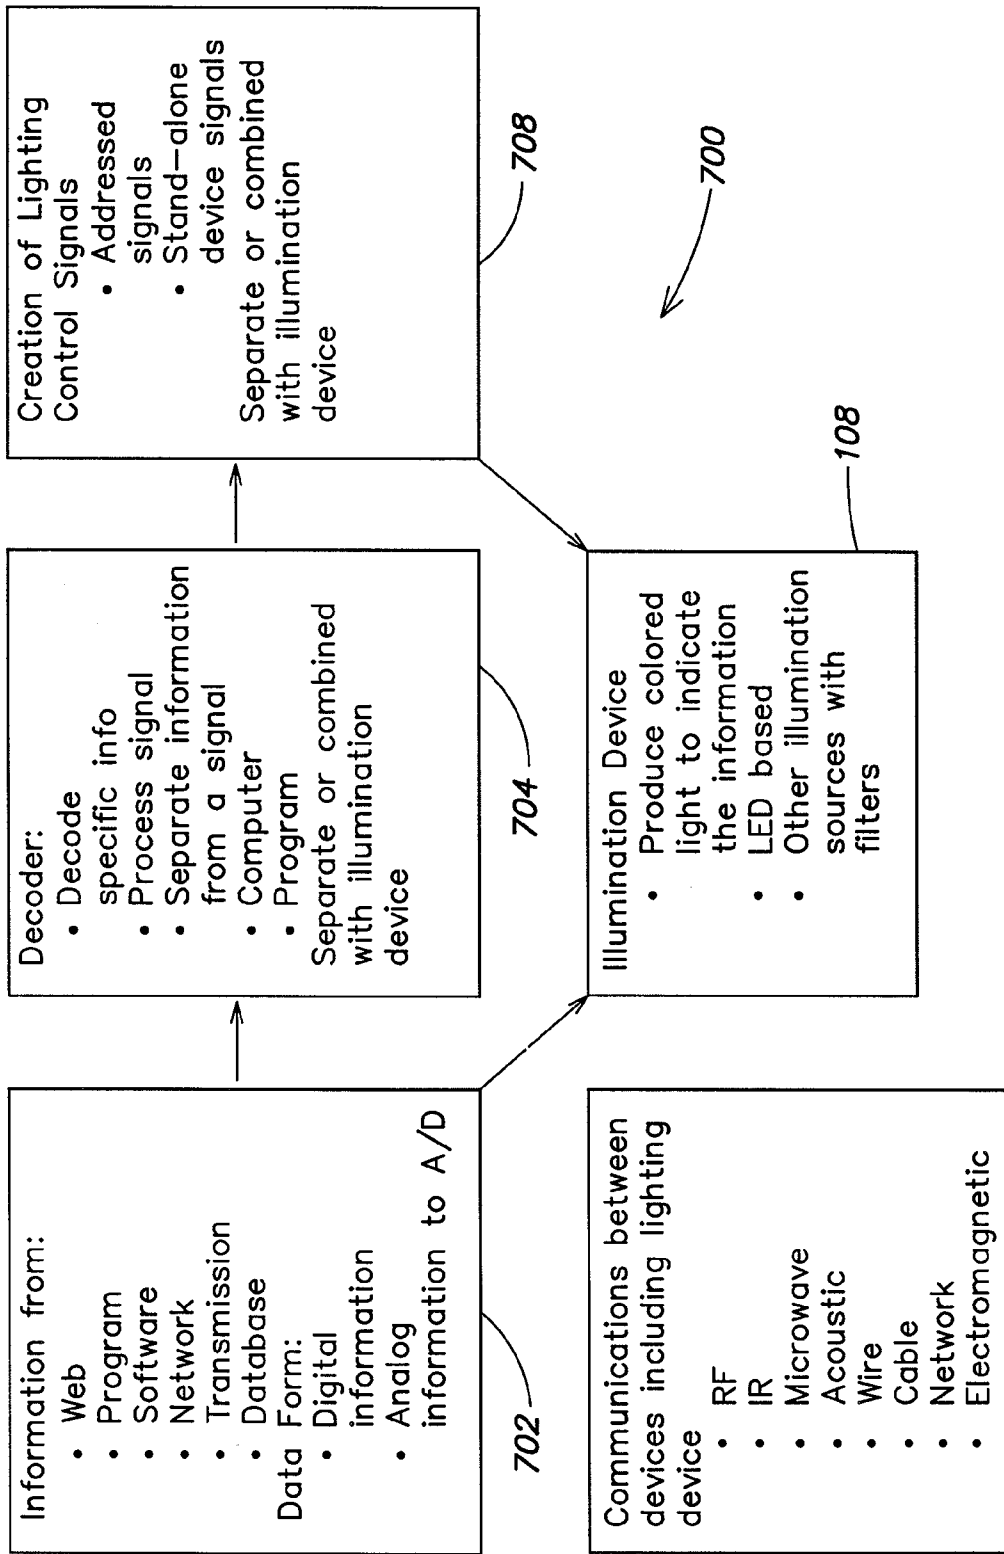 Information from:
• Web
• Program
• Software
• Network
• Transmission
• Database
Data Form:
• Digital
information
• Analog
information to A/D
702
Decoder:
• Decode
specific info
• Process signal
• Separate information
from a signal
• Computer
• Program
Separate or combined
with illumination
device
704
Creation of Lighting
Control Signals
• Addressed
signals
• Stand-alone
device signals
Separate or combined
with illumination
device
708
700
Communications between
devices including lighting
device
• RF
• IR
• Microwave
• Acoustic
• Wire
• Cable
• Network
• Electromagnetic
Illumination Device
• Produce colored
light to indicate
the information
• LED based
• Other illumination
sources with
filters
108